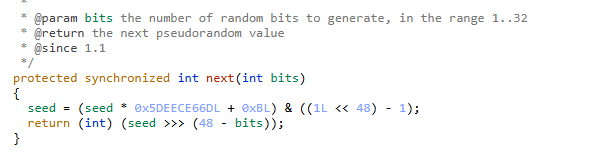 *
* @param bits the number of random bits to generate, in the range 1..32
* @return the next pseudorandom value
* @since 1.1
*/
protected synchronized int next(int bits)
{
seed = (seed * 0x5DEECE66DL + 0xBL) & ((1L << 48) - 1);
return (int) (seed >>> (48 - bits));
}